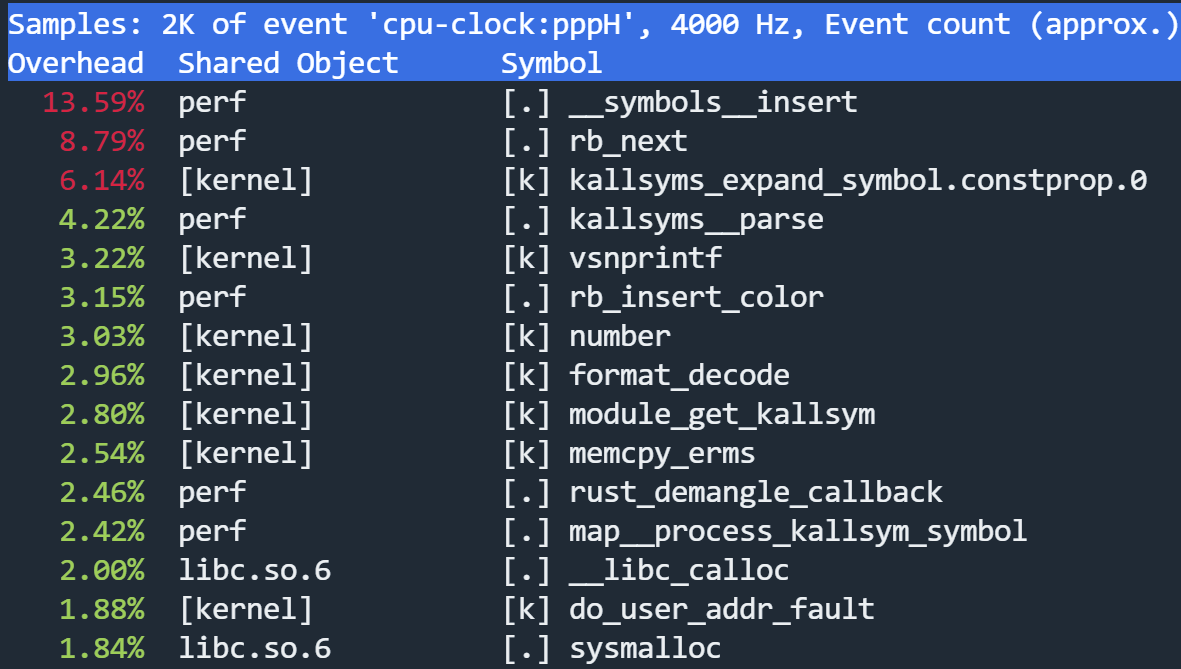 Samples: 2K of event 'cpu-clock:pppH', 4000 Hz, Event count (approx.)
Overhead  Shared Object      Symbol
13.59%  perf               [.] __symbols__insert
8.79%  perf               [.] rb_next
6.14%  [kernel]           [k] kallsyms_expand_symbol.constprop.0
4.22%  perf               [.] kallsyms__parse
3.22%  [kernel]           [k] vsnprintf
3.15%  perf               [.] rb_insert_color
3.03%  [kernel]           [k] number
2.96%  [kernel]           [k] format_decode
2.80%  [kernel]           [k] module_get_kallsym
2.54%  [kernel]           [k] memcpy_erms
2.46%  perf               [.] rust_demangle_callback
2.42%  perf               [.] map__process_kallsym_symbol
2.00%  libc.so.6          [.] __libc_calloc
1.88%  [kernel]           [k] do_user_addr_fault
1.84%  libc.so.6          [.] sysmalloc